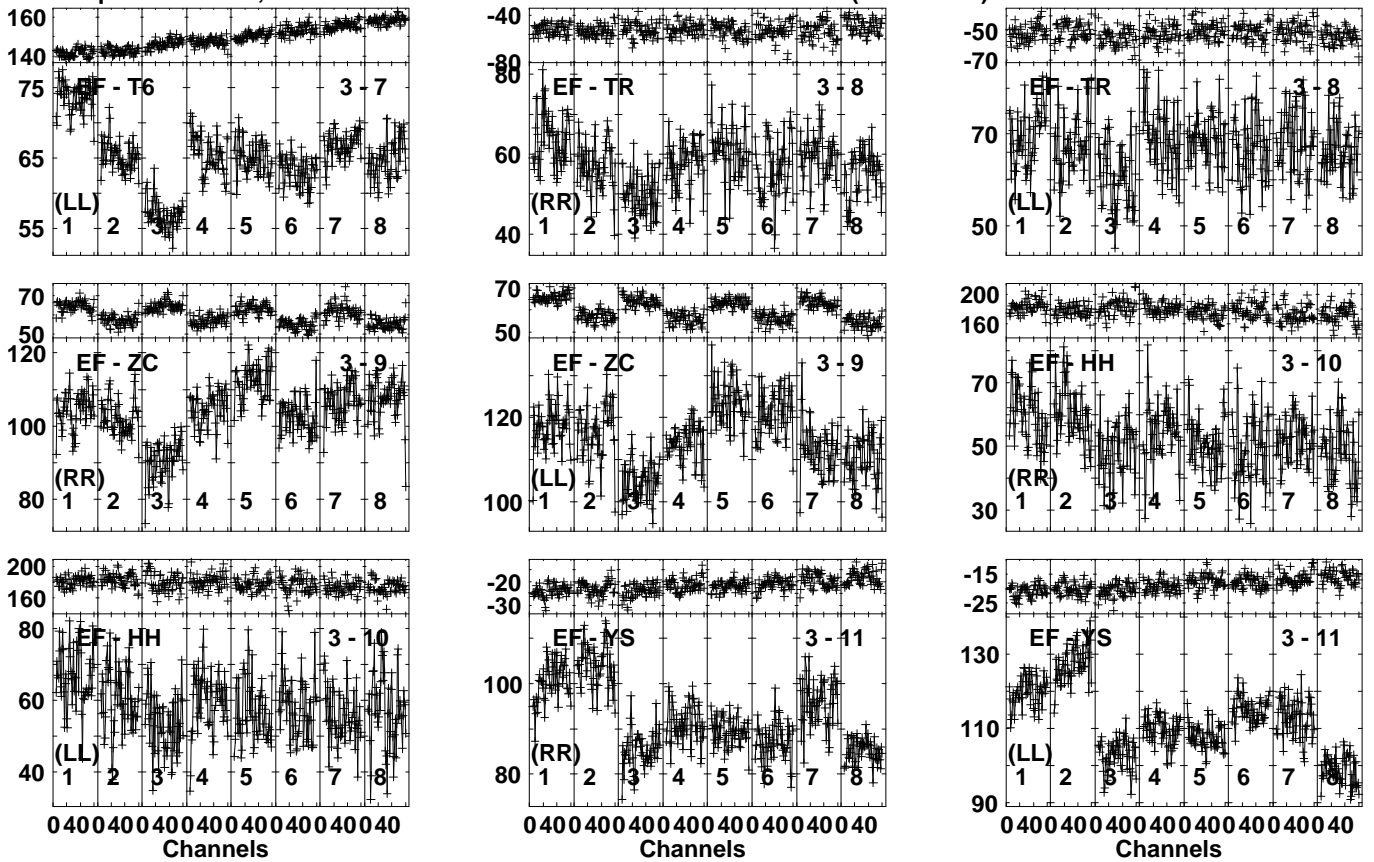 160
140
EF - T6 3 - 7
75
65
55
(LL)
1 2 3 4 5 6 7 8
-40
-80
80
EF - TR 3 - 8
60
40
(RR)
1 2 3 4 5 6 7 8
-50
-70
EF - TR 3 - 8
70
50
(LL)
1 2 3 4 5 6 7 8
70
50
120
EF - ZC 3 - 9
100
80
(RR)
1 2 3 4 5 6 7 8
70
50
EF - ZC 3 - 9
120
100
(LL)
1 2 3 4 5 6 7 8
200
160
EF - HH 3 - 10
70
50
30
(RR)
1 2 3 4 5 6 7 8
200
160
80
EF - HH 3 - 10
60
40
(LL)
1 2 3 4 5 6 7 8
0 40 0 40 0 40 0 40 0 40 0 40 0 40 0 40
Channels
-20
-30
EF - YS 3 - 11
100
80
(RR)
1 2 3 4 5 6 7 8
0 40 0 40 0 40 0 40 0 40 0 40 0 40 0 40
Channels
-15
-25
EF - YS 3 - 11
130
110
90
(LL)
1 2 3 4 5 6 7 8
0 40 0 40 0 40 0 40 0 40 0 40 0 40 0 40
Channels